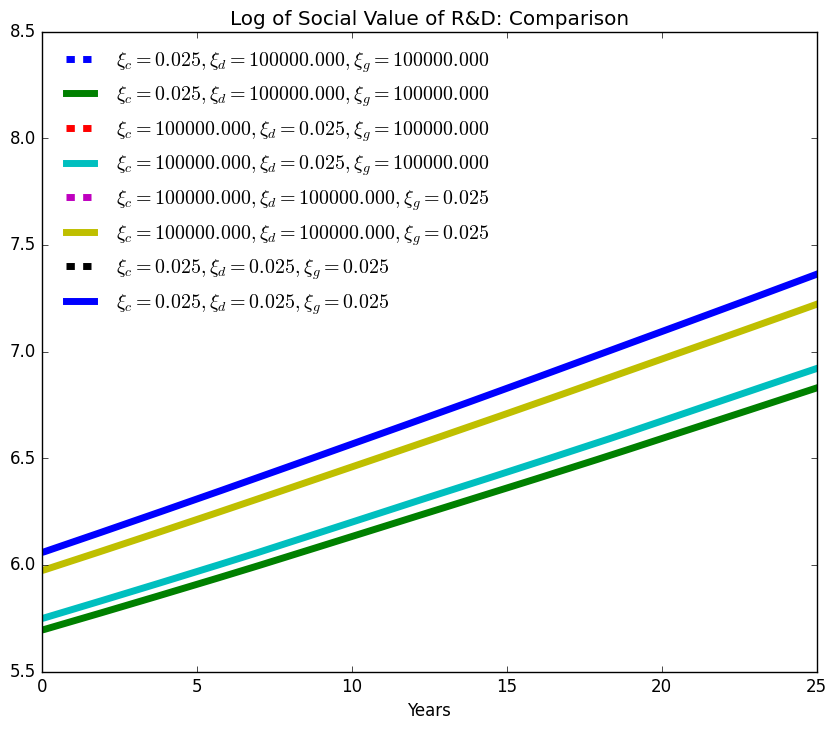 Log of Social Value of R&D: Comparison
8.5
ξc = 0.025, ξd = 100000.000, ξg = 100000.000
ξc = 0.025, ξd = 100000.000, ξg = 100000.000
8.0
ξc = 100000.000, ξd = 0.025, ξg = 100000.000
ξc = 100000.000, ξd = 0.025, ξg = 100000.000
ξc = 100000.000, ξd = 100000.000, ξg = 0.025
7.5
ξc = 100000.000, ξd = 100000.000, ξg = 0.025
ξc = 0.025, ξd = 0.025, ξg = 0.025
ξc = 0.025, ξd = 0.025, ξg = 0.025
7.0
6.5
6.0
5.5
0 5 10 15 20 25
Years